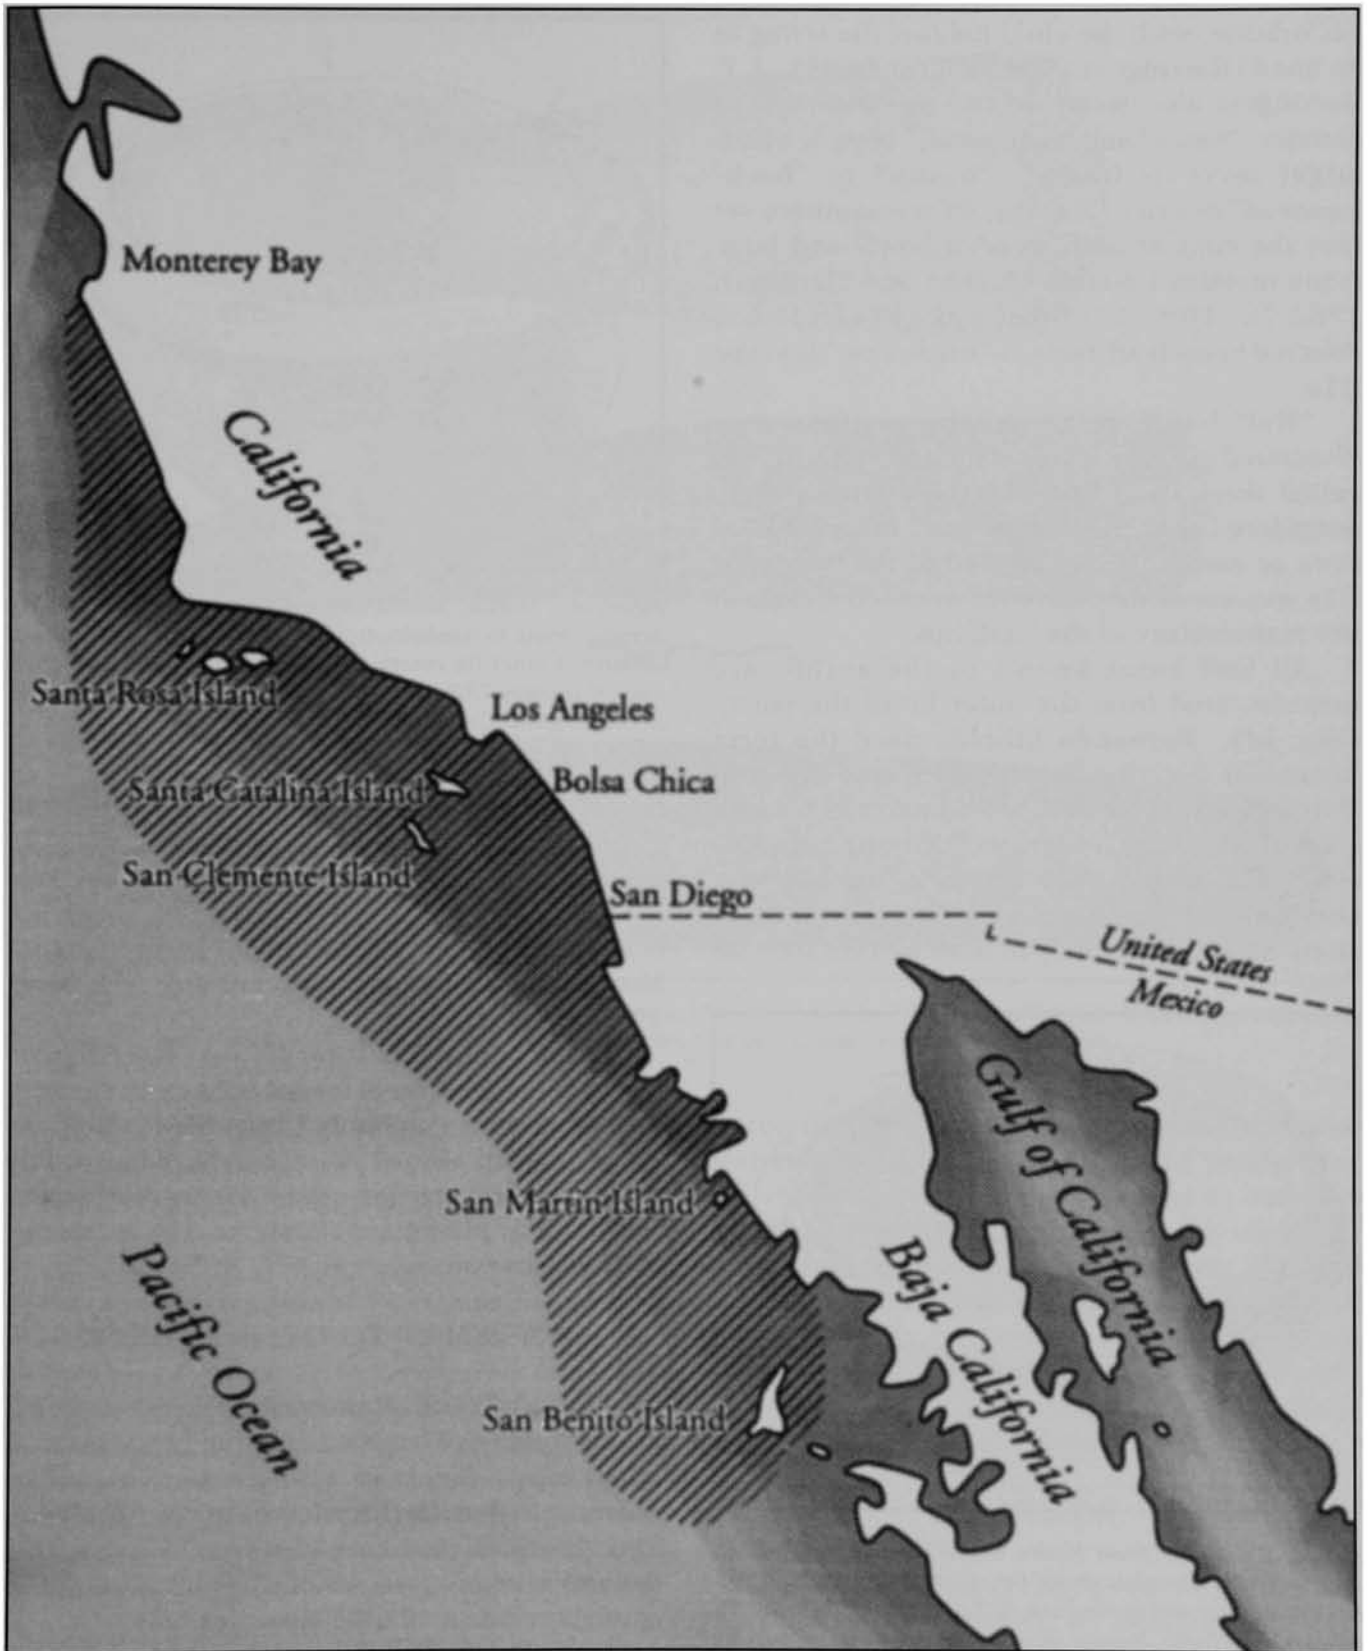 Monterey Bay
California
Santa Rosa Island
Los Angeles
Santa Catalina Island
Bolsa Chica
San Clemente Island
San Diego
United States
Mexico
Gulf of California
San Martin Island
Baja California
Pacific Ocean
San Benito Island